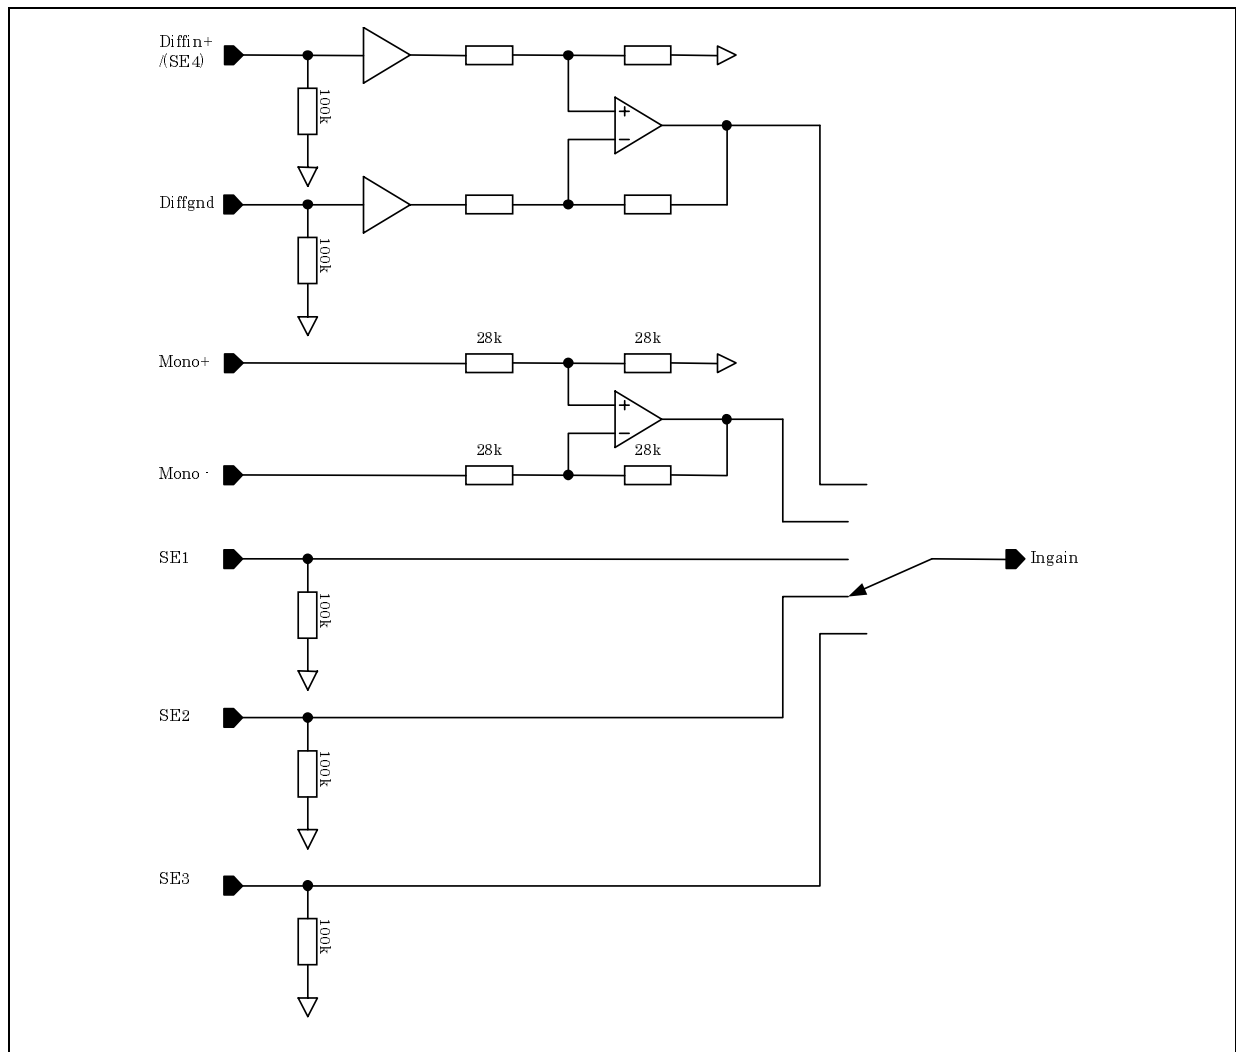 Diffin+
/(SE4)
100k
+
−
Diffgnd
100k
28k
28k
Mono+
+
−
28k
28k
Mono -
SE1
Ingain
100k
SE2
100k
SE3
100k